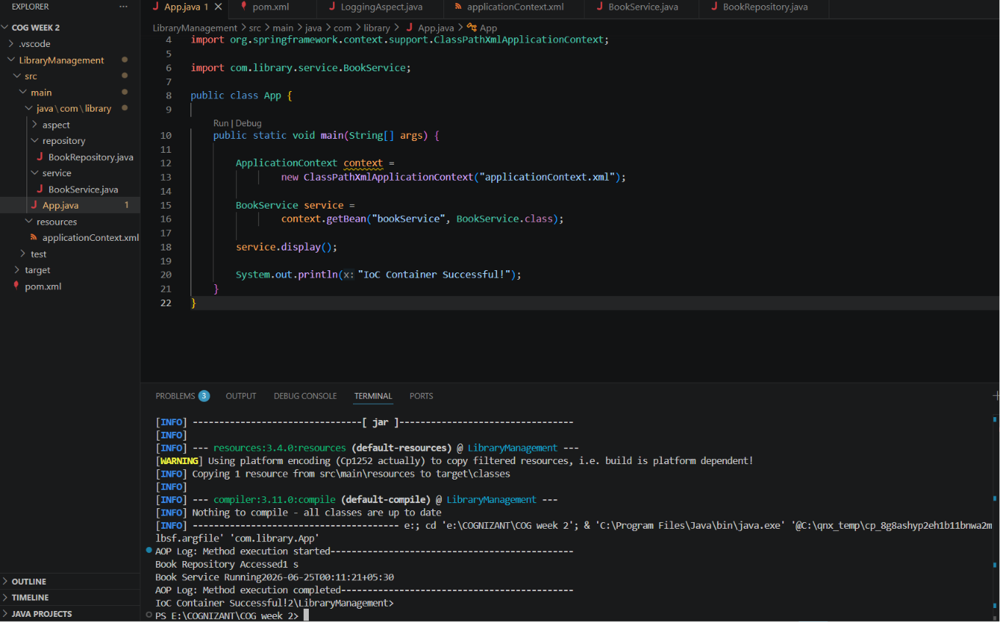 EXPLORER ...
COG WEEK 2
.vscode
LibraryManagement
src
main
java\com\library
aspect
repository
BookRepository.java
service
BookService.java
App.java 1
resources
applicationContext.xml
test
target
pom.xml
OUTLINE
TIMELINE
JAVA PROJECTS
App.java 1 pom.xml LoggingAspect.java applicationContext.xml BookService.java BookRepository.java
LibraryManagement > src > main > java > com > library > App.java > App
4 import org.springframework.context.support.ClassPathXmlApplicationContext;
5
6 import com.library.service.BookService;
7
8 public class App {
9
Run | Debug
10 public static void main(String[] args) {
11
12 ApplicationContext context =
13 new ClassPathXmlApplicationContext("applicationContext.xml");
14
15 BookService service =
16 context.getBean("bookService", BookService.class);
17
18 service.display();
19
20 System.out.println(x: "IoC Container Successful!");
21 }
22 }
PROBLEMS 3 OUTPUT DEBUG CONSOLE TERMINAL PORTS
[INFO] --------------------------------[ jar ]---------------------------------
[INFO]
[INFO] --- resources:3.4.0:resources (default-resources) @ LibraryManagement ---
[WARNING] Using platform encoding (Cp1252 actually) to copy filtered resources, i.e. build is platform dependent!
[INFO] Copying 1 resource from src\main\resources to target\classes
[INFO]
[INFO] --- compiler:3.11.0:compile (default-compile) @ LibraryManagement ---
[INFO] Nothing to compile - all classes are up to date
[INFO] --------------------------------------- e:; cd 'e:\COGNIZANT\COG week 2'; & 'C:\Program Files\Java\bin\java.exe' '@C:\qnx_temp\cp_8g8ashyp2eh1b11bnwa2m
lbsf.argfile' 'com.library.App'
AOP Log: Method execution started----------------------------------------------
Book Repository Accessed1 s
Book Service Running2026-06-25T00:11:21+05:30
AOP Log: Method execution completed--------------------------------------------
IoC Container Successful!2\LibraryManagement>
PS E:\COGNIZANT\COG week 2>